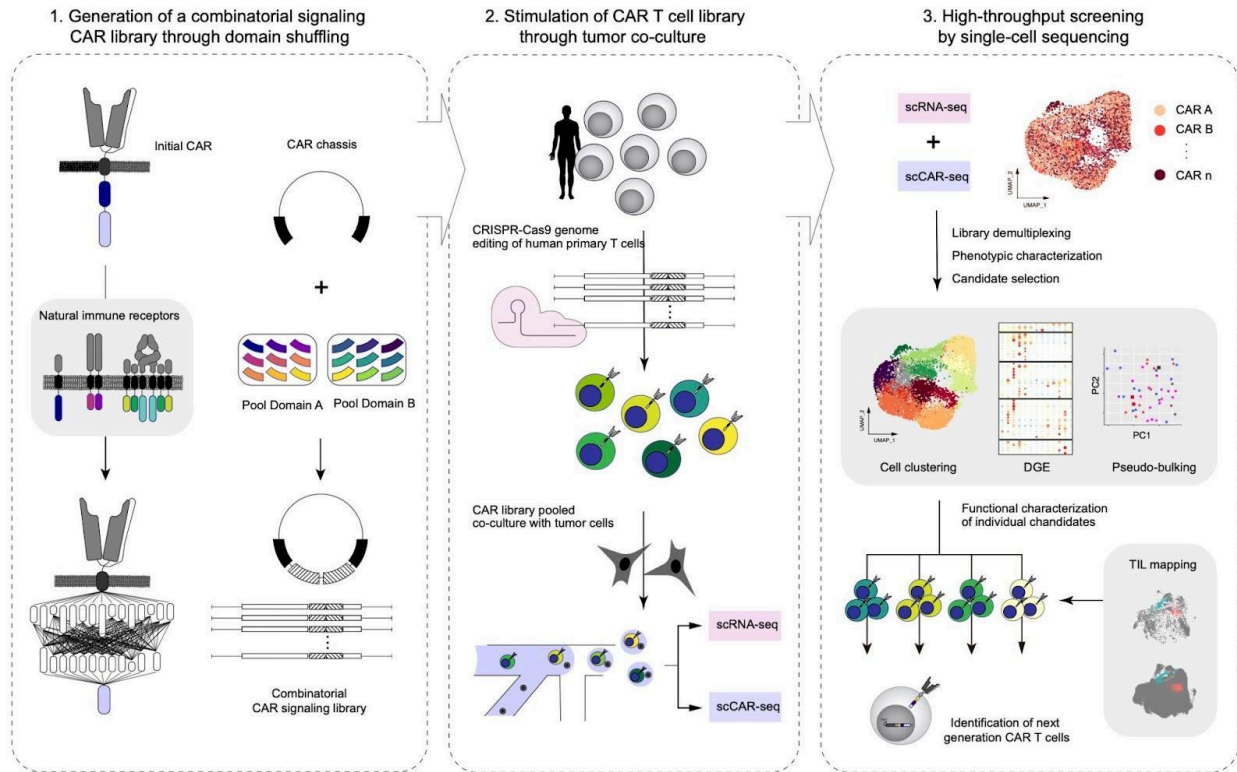 1. Generation of a combinatorial signaling
CAR library through domain shuffling
Initial CAR
CAR chassis
+
Natural immune receptors
Pool Domain A
Pool Domain B
Combinatorial
CAR signaling library
2. Stimulation of CAR T cell library
through tumor co-culture
CRISPR-Cas9 genome
editing of human primary T cells
CAR library pooled
co-culture with tumor cells
scRNA-seq
scCAR-seq
3. High-throughput screening
by single-cell sequencing
scRNA-seq
+
scCAR-seq
UMAP_2
UMAP_1
CAR A
CAR B
CAR n
Library demultiplexing
Phenotypic characterization
Candidate selection
UMAP_2
UMAP_1
PC2
PC1
Cell clustering
DGE
Pseudo-bulking
Functional characterization
of individual chandidates
TIL mapping
Identification of next
generation CAR T cells